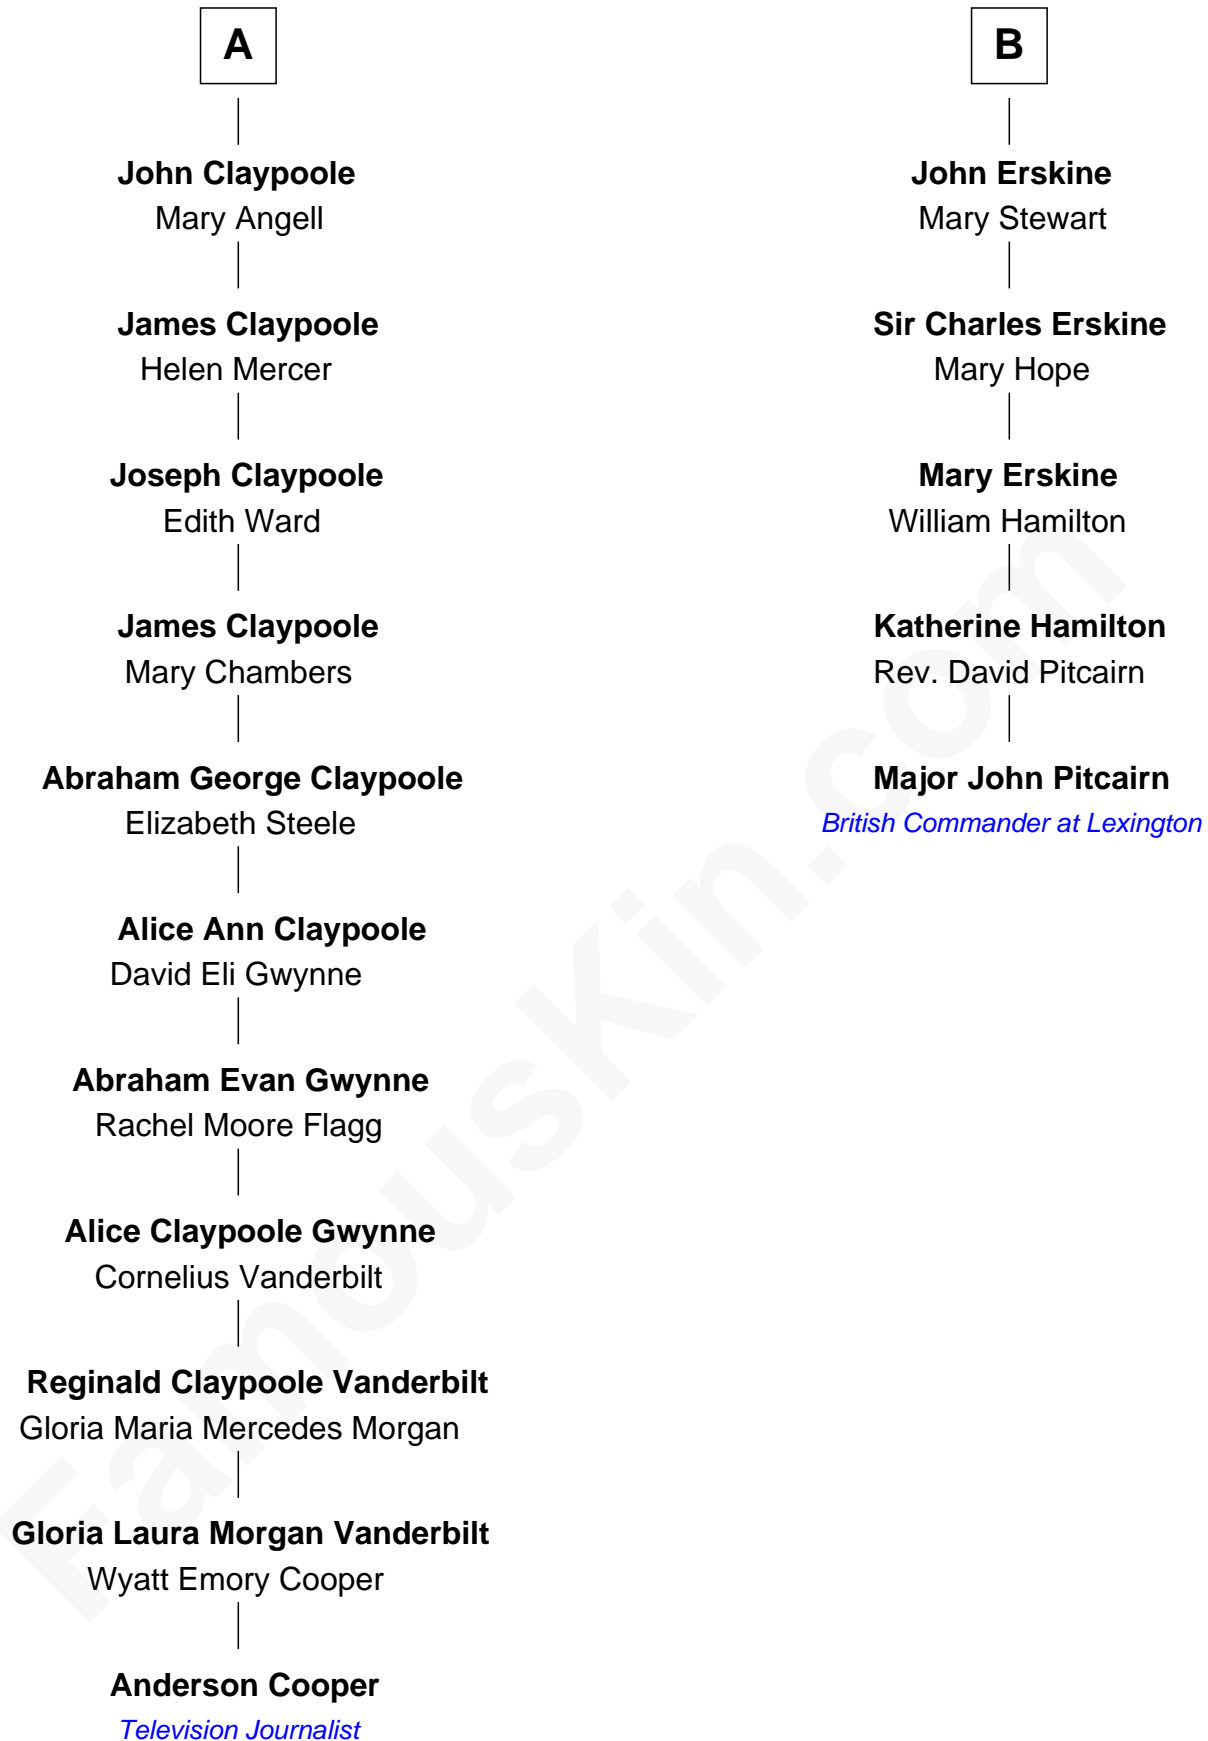 A
John Claypoole
Mary Angell
James Claypoole
Helen Mercer
Joseph Claypoole
Edith Ward
James Claypoole
Mary Chambers
Abraham George Claypoole
Elizabeth Steele
Alice Ann Claypoole
David Eli Gwynne
Abraham Evan Gwynne
Rachel Moore Flagg
Alice Claypoole Gwynne
Cornelius Vanderbilt
Reginald Claypoole Vanderbilt
Gloria Maria Mercedes Morgan
Gloria Laura Morgan Vanderbilt
Wyatt Emory Cooper
Anderson Cooper
Television Journalist
B
John Erskine
Mary Stewart
Sir Charles Erskine
Mary Hope
Mary Erskine
William Hamilton
Katherine Hamilton
Rev. David Pitcairn
Major John Pitcairn
British Commander at Lexington
FamousKin.com